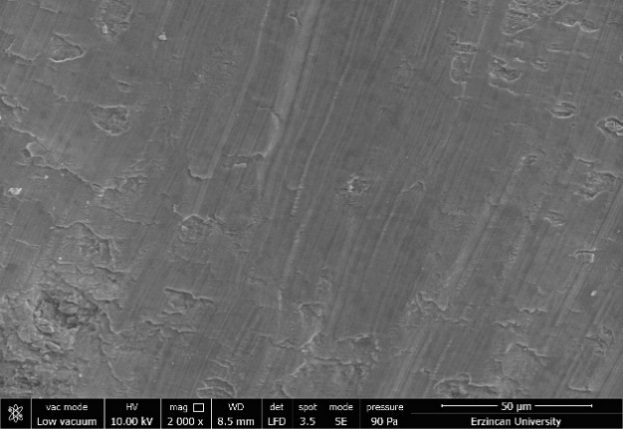 vac mode HV mag WD det spot mode pressure 50 µm
Low vacuum 10.00 kV 2 000 x 8.5 mm LFD 3.5 SE 90 Pa Erzincan University